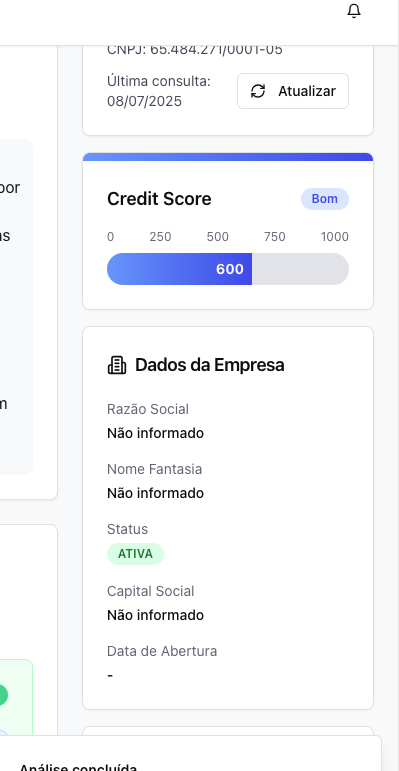 CNPJ: 65.484.271/0001-05
Última consulta:
08/07/2025
Atualizar
por
as
m
Credit Score
Bom
0 250 500 750 1000
600
Dados da Empresa
Razão Social
Não informado
Nome Fantasia
Não informado
Status
ATIVA
Capital Social
Não informado
Data de Abertura
-
Análise concluída